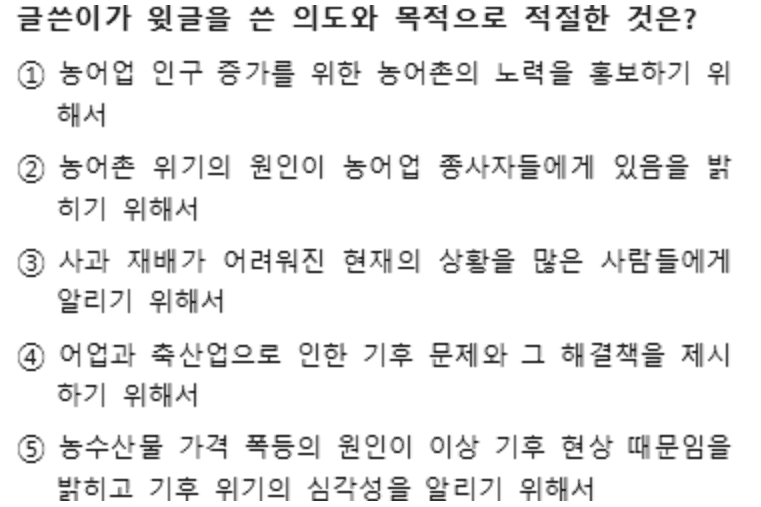 글쓴이가 윗글을 쓴 의도와 목적으로 적절한 것은?
① 농어업 인구 증가를 위한 농어촌의 노력을 홍보하기 위
해서
② 농어촌 위기의 원인이 농어업 종사자들에게 있음을 밝
히기 위해서
③ 사과 재배가 어려워진 현재의 상황을 많은 사람들에게
알리기 위해서
④ 어업과 축산업으로 인한 기후 문제와 그 해결책을 제시
하기 위해서
⑤ 농수산물 가격 폭등의 원인이 이상 기후 현상 때문임을
밝히고 기후 위기의 심각성을 알리기 위해서